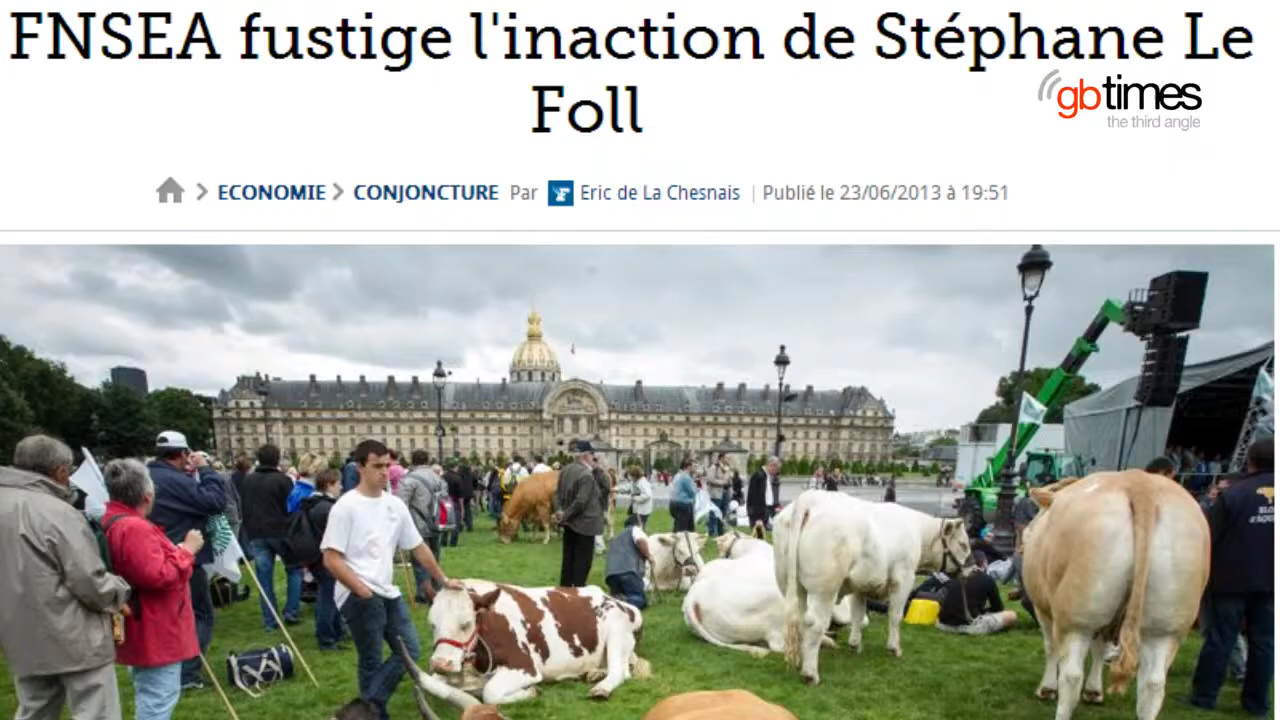 FNSEA fustige l'inaction de Stéphane Le
Foll
gbtimes
the third angle
ECONOMIE > CONJONCTURE Par Eric de La Chesnais | Publié le 23/06/2013 à 19:51